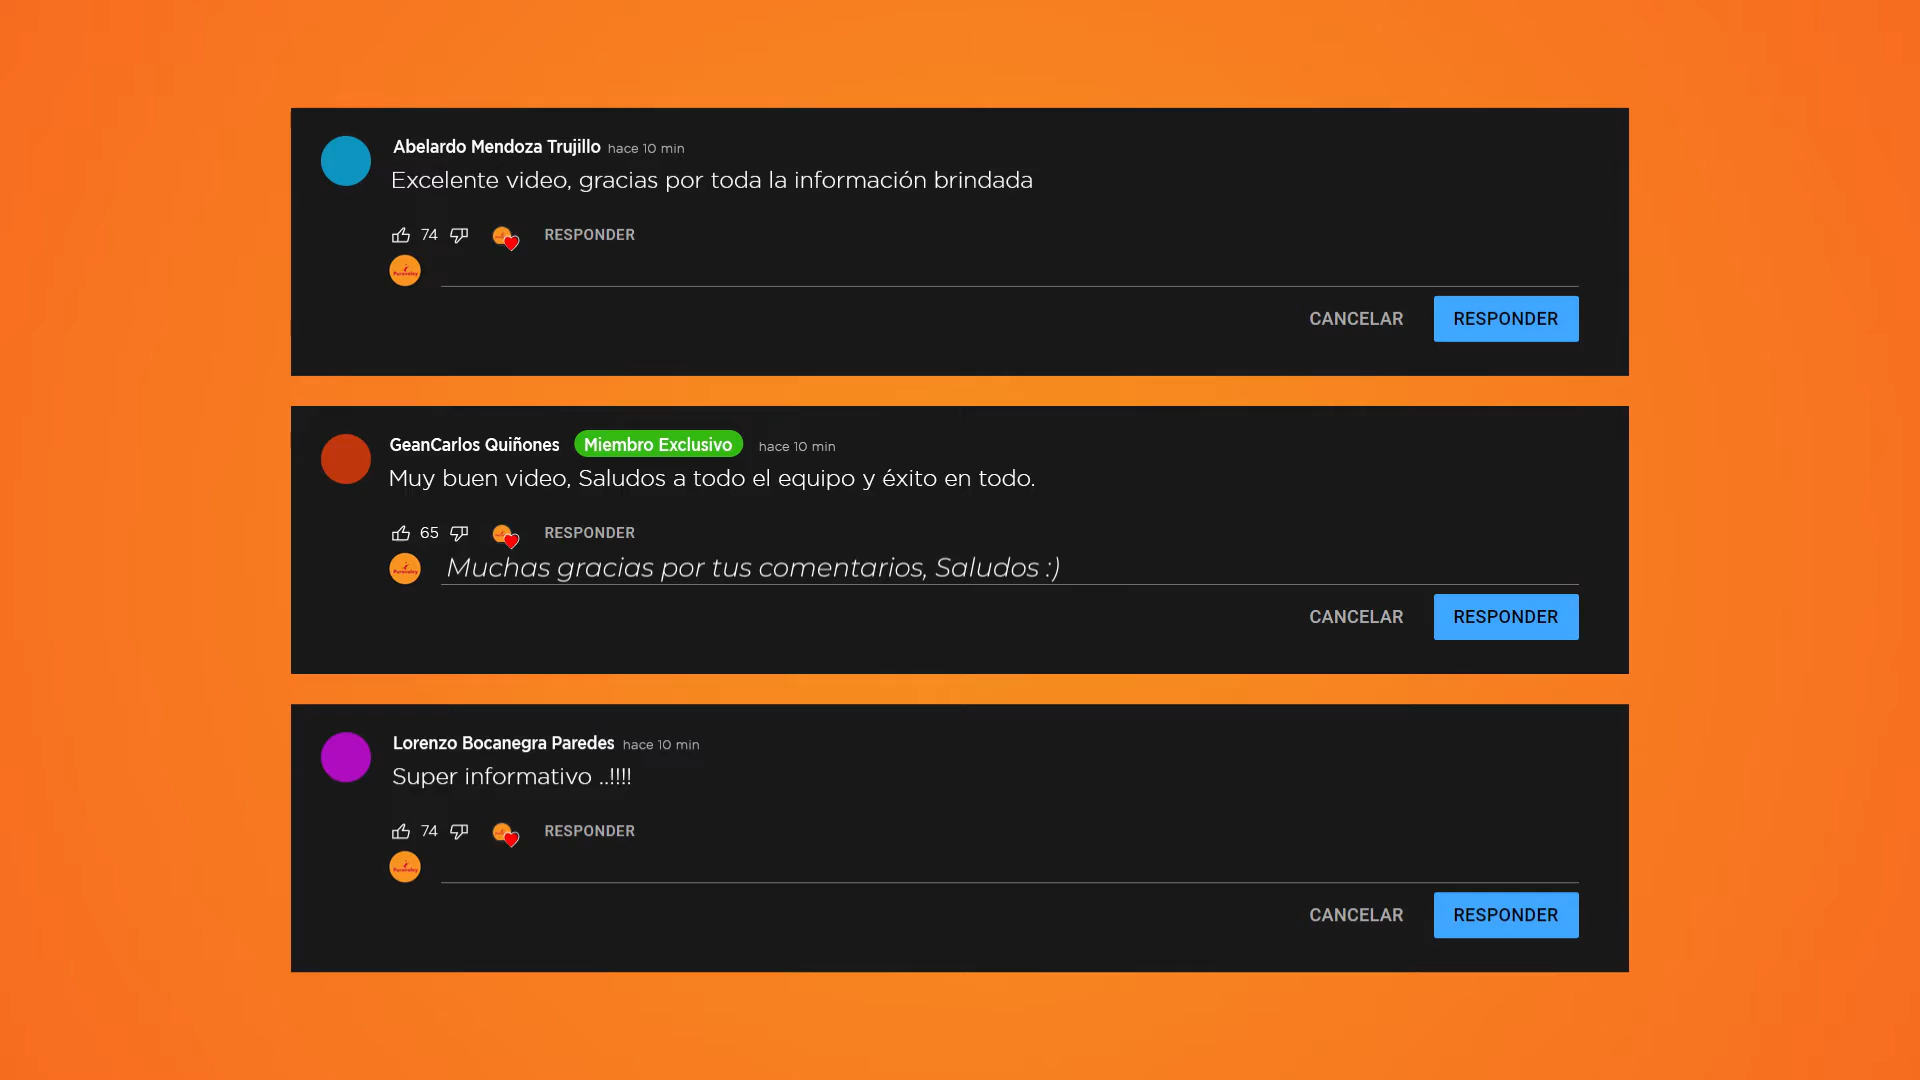 Abelardo Mendoza Trujillo hace 10 min
Excelente video, gracias por toda la información brindada
74 RESPONDER
CANCELAR RESPONDER
GeanCarlos Quiñones Miembro Exclusivo hace 10 min
Muy buen video, Saludos a todo el equipo y éxito en todo.
65 RESPONDER
Muchas gracias por tus comentarios, Saludos :)
CANCELAR RESPONDER
Lorenzo Bocanegra Paredes hace 10 min
Super informativo ..!!!!
74 RESPONDER
CANCELAR RESPONDER